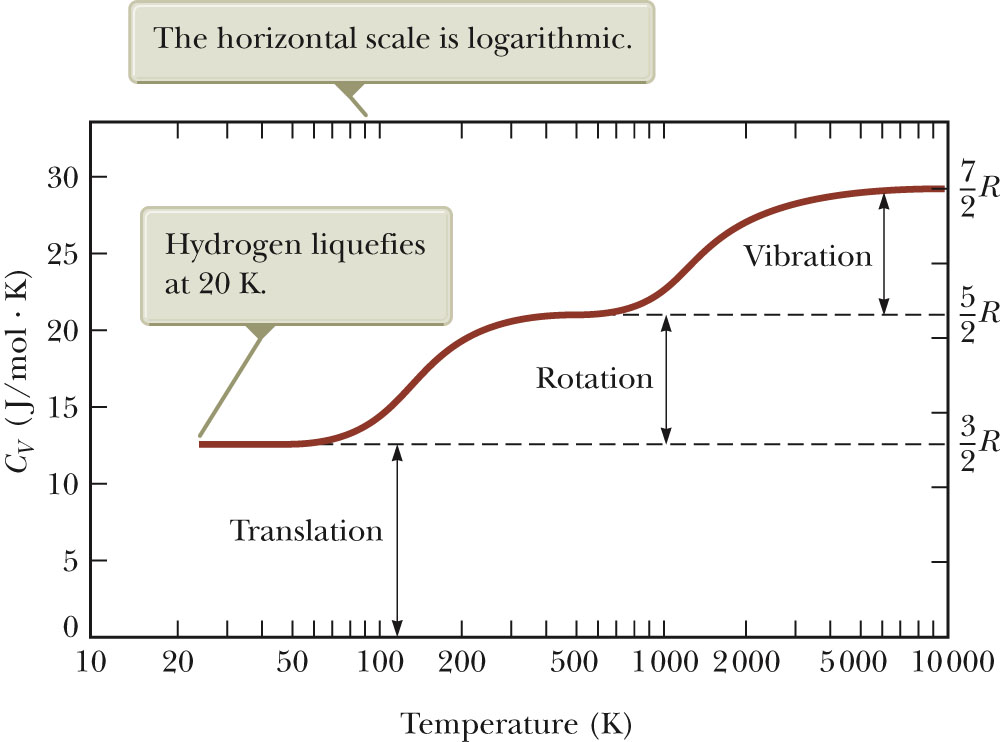 The horizontal scale is logarithmic.
Hydrogen liquefies
at 20 K.
C_V (J/mol · K)
30
25
20
15
10
5
0
Vibration
Rotation
Translation
7/2 R
5/2 R
3/2 R
10 20 50 100 200 500 1000 2000 5000 10000
Temperature (K)